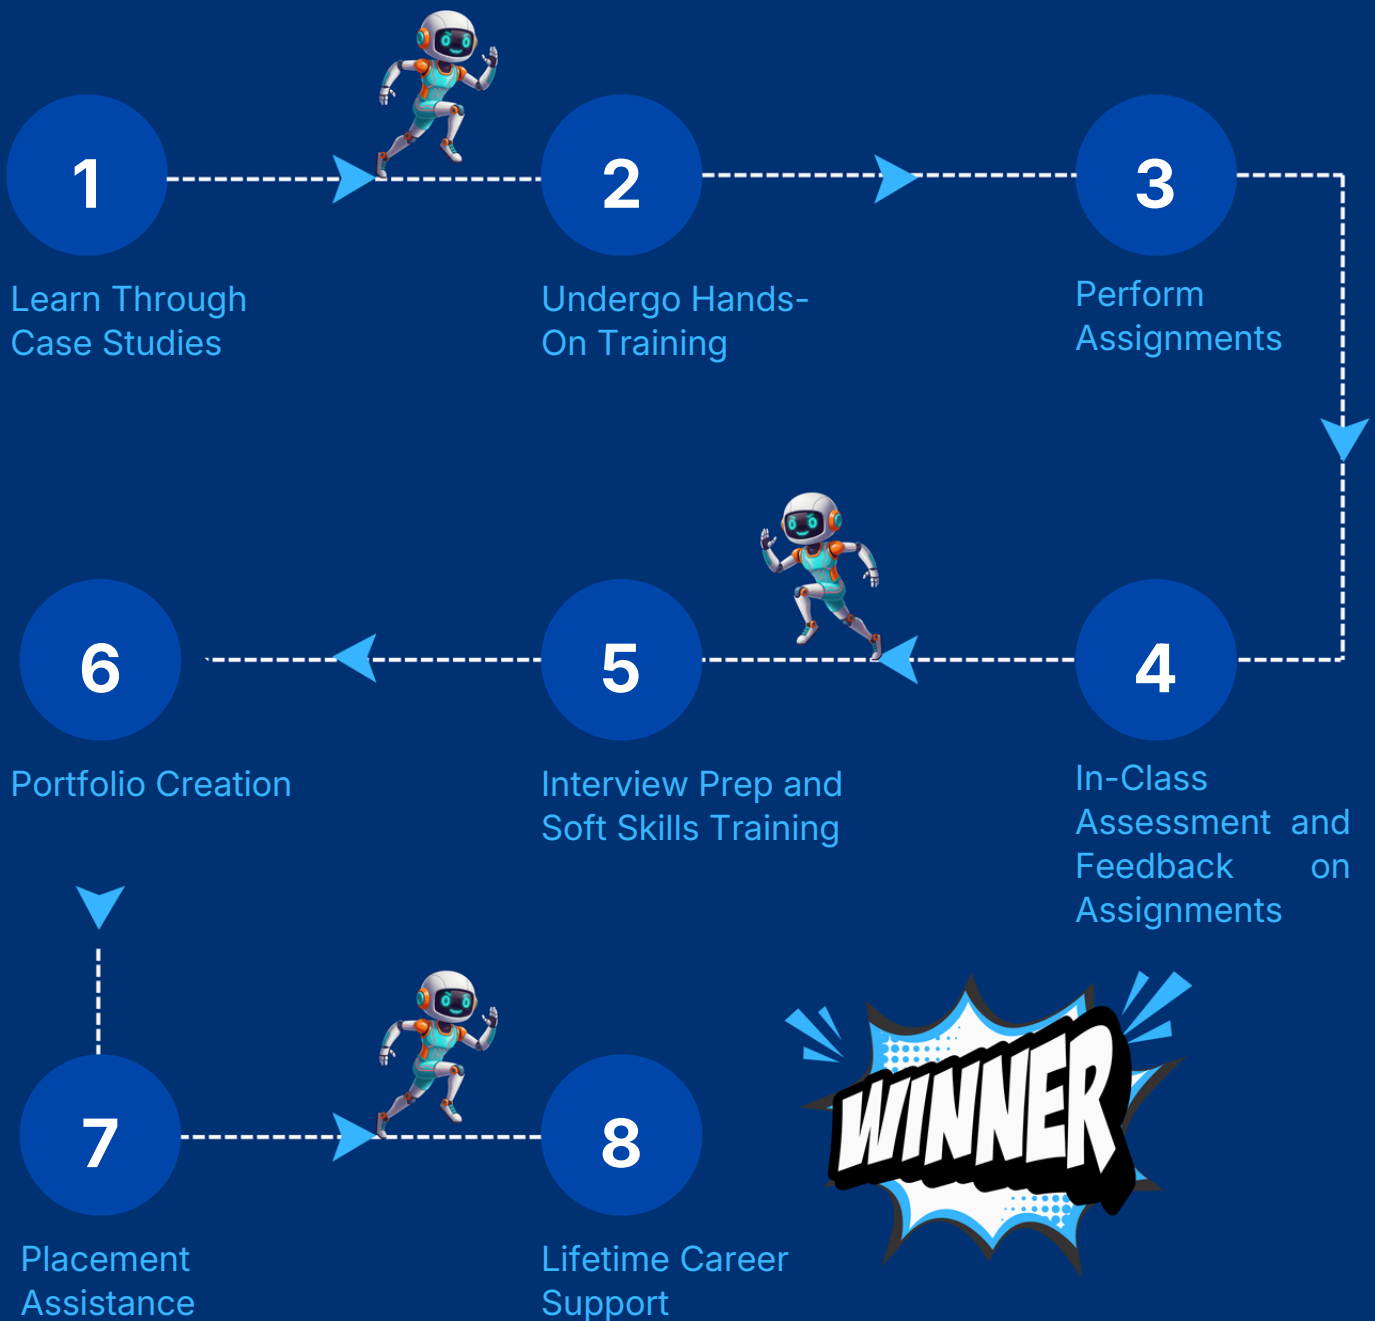 1
Learn Through
Case Studies
2
Undergo Hands-
On Training
3
Perform
Assignments
4
In-Class
Assessment and
Feedback on
Assignments
5
Interview Prep and
Soft Skills Training
6
Portfolio Creation
7
Placement
Assistance
8
Lifetime Career
Support
WINNER